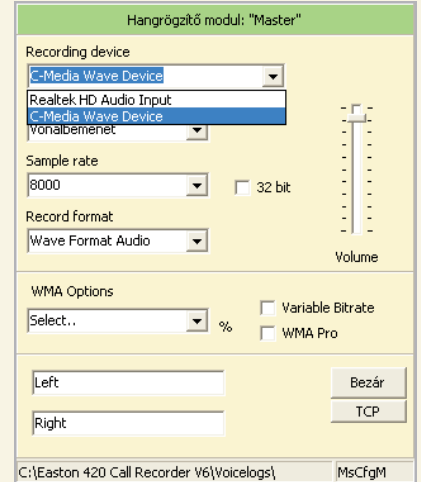 Hangrögzítő modul: "Master"
Recording device
C-Media Wave Device
Realtek HD Audio Input
C-Media Wave Device
Vonalbemenet
Sample rate
8000
32 bit
Record format
Wave Format Audio
Volume
WMA Options
Select..
%
Variable Bitrate
WMA Pro
Left
Bezár
Right
TCP
C:\Easton 420 Call Recorder V6\Voicelogs\
MsCfgM